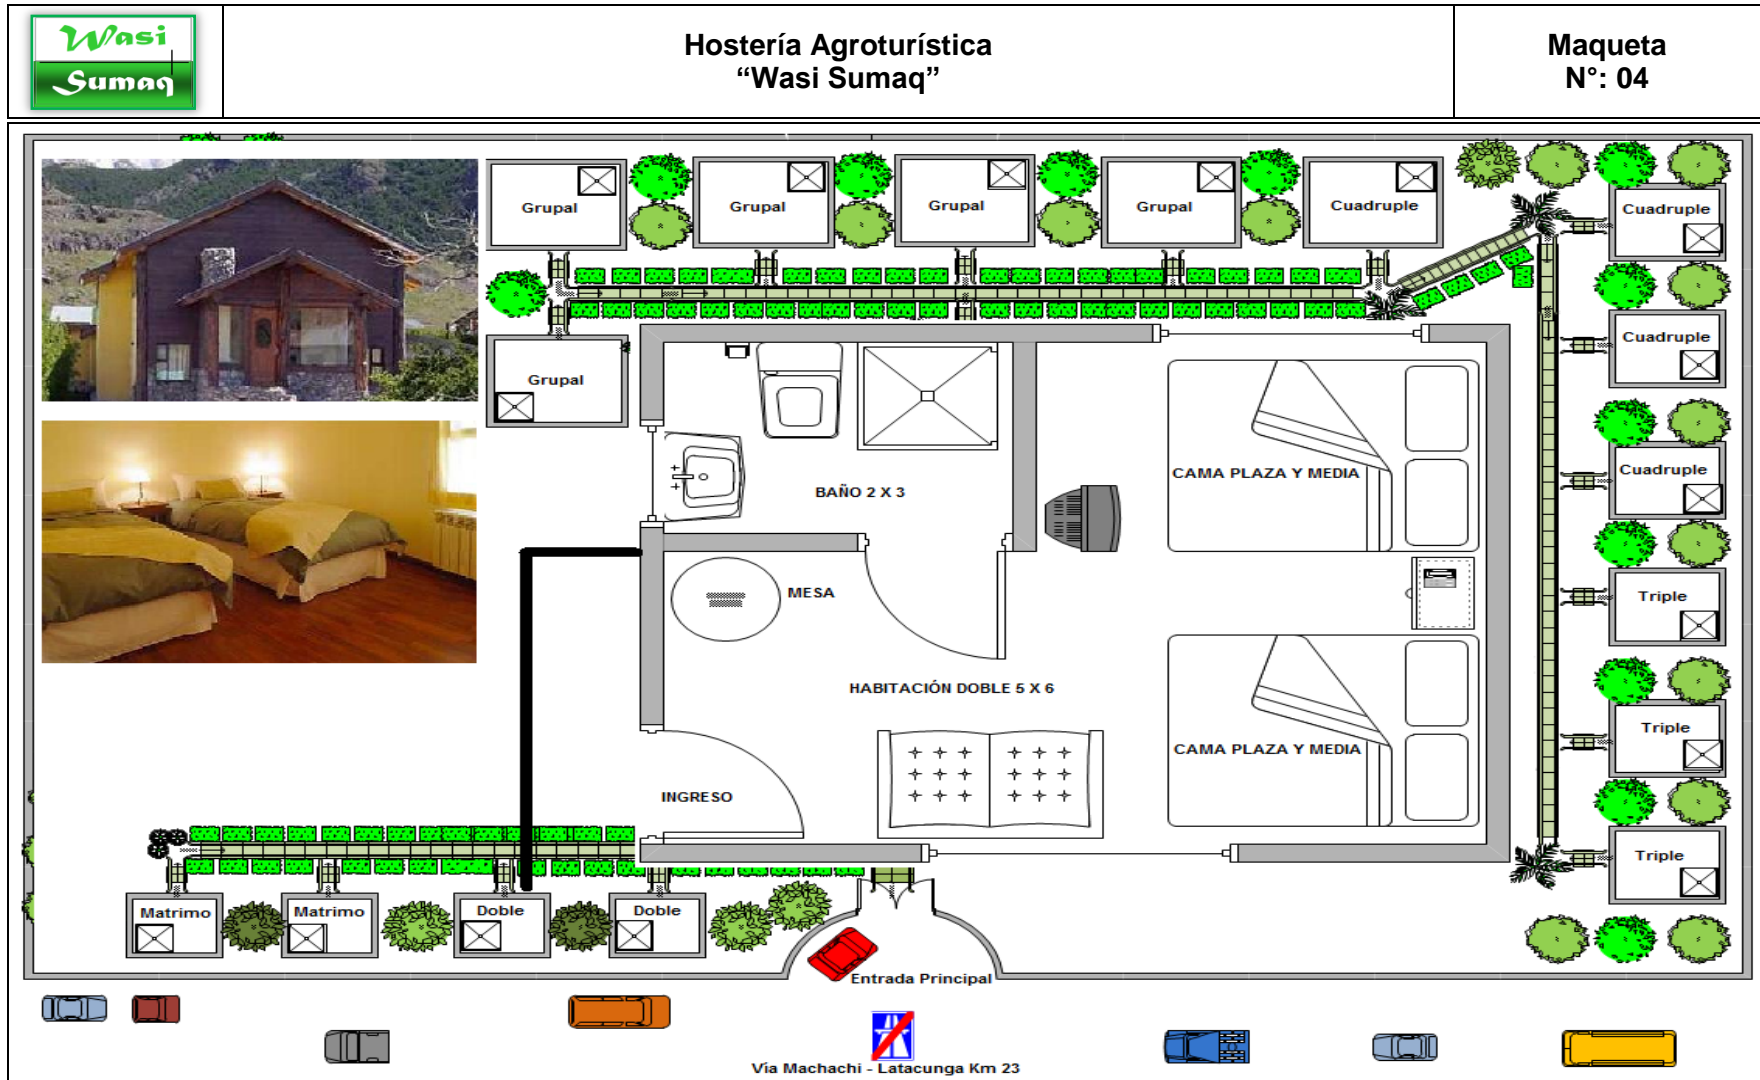 Wasi
Sumaq
Hostería Agroturística
“Wasi Sumaq”
Maqueta
N°: 04
Grupal
Grupal
Grupal
Grupal
Cuadruple
Cuadruple
Cuadruple
Grupal
Cuadruple
CAMA PLAZA Y MEDIA
BAÑO 2 X 3
MESA
Triple
HABITACIÓN DOBLE 5 X 6
Triple
CAMA PLAZA Y MEDIA
INGRESO
Triple
Matrimo
Matrimo
Doble
Doble
Entrada Principal
Vía Machachi - Latacunga Km 23